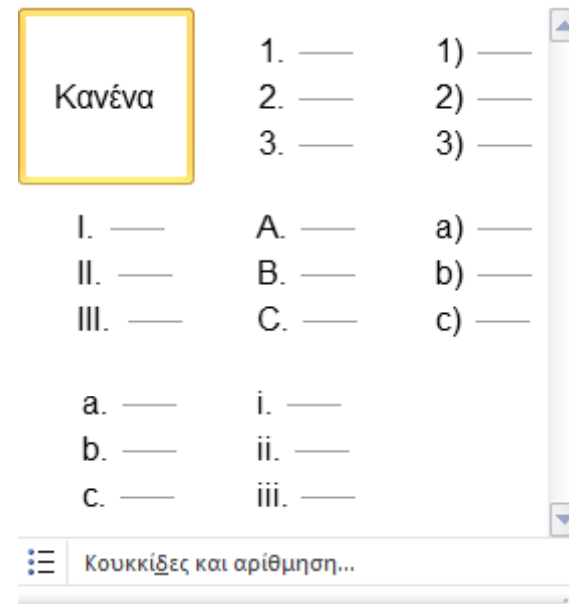 Κανένα
1.
2.
3.
1)
2)
3)
I.
II.
III.
A.
B.
C.
a)
b)
c)
a.
b.
c.
i.
ii.
iii.
Κουκκίδες και αρίθμηση...